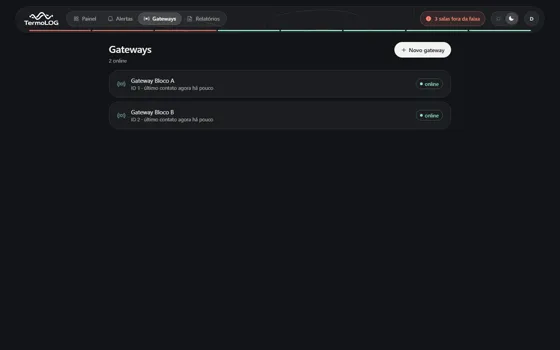 TermoLOG
Painel
Alertas
Gateways
Relatórios
3 salas fora da faixa
D
Gateways
2 online
Novo gateway
Gateway Bloco A
ID 1 · último contato agora há pouco
online
Gateway Bloco B
ID 2 · último contato agora há pouco
online